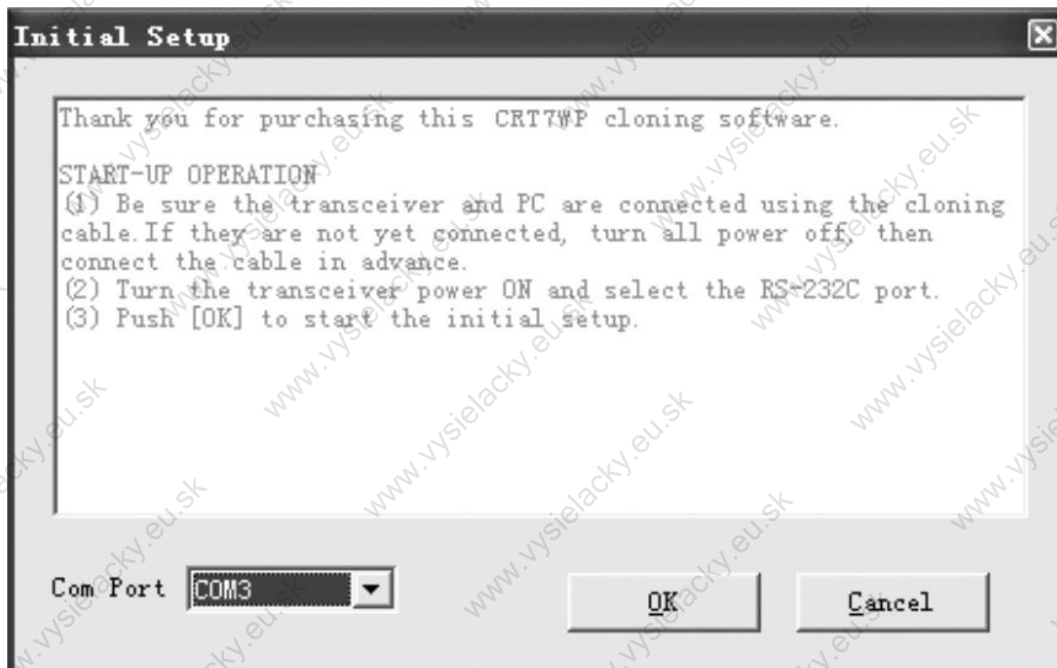 Initial Setup
Thank you for purchasing this CRT7WP cloning software.
START-UP OPERATION
(1) Be sure the transceiver and PC are connected using the cloning
cable.If they are not yet connected, turn all power off, then
connect the cable in advance.
(2) Turn the transceiver power ON and select the RS-232C port.
(3) Push [OK] to start the initial setup.
Com Port COM3 OK Cancel
www.vysielacky.eu.sk